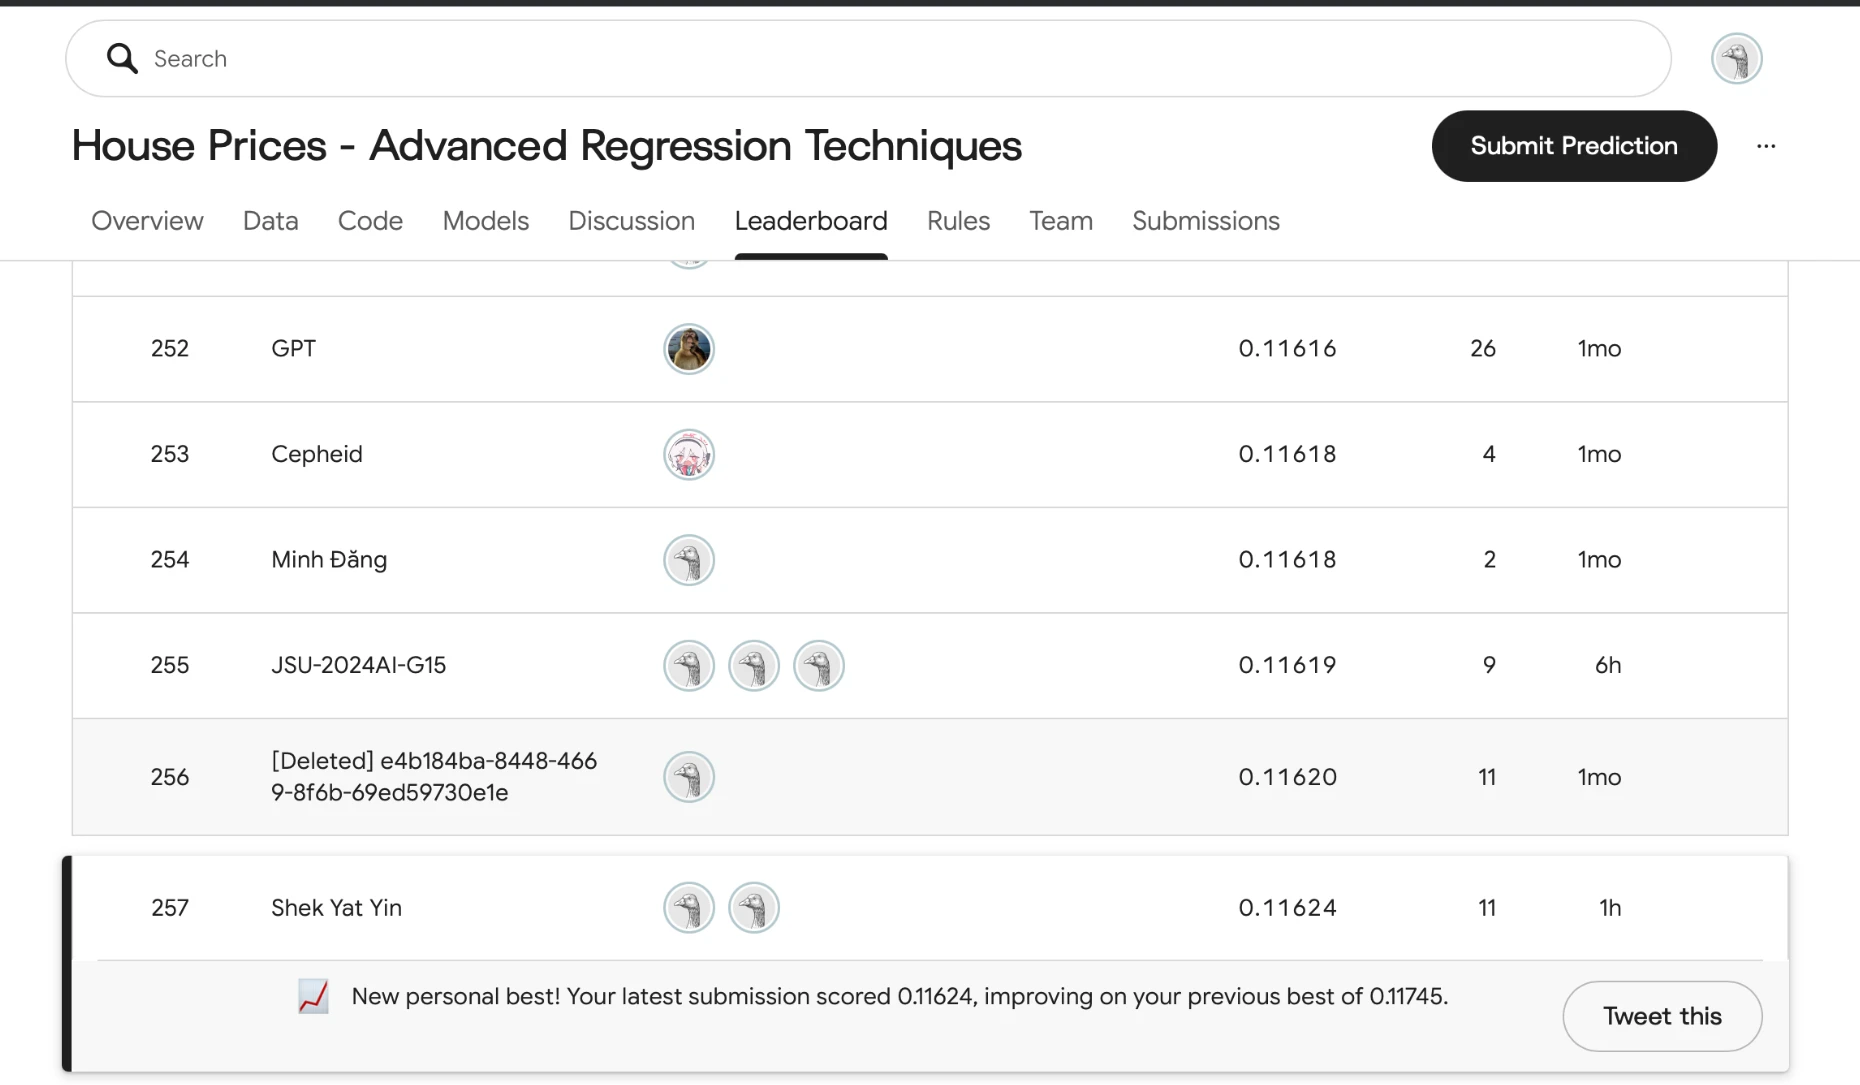 Search
House Prices - Advanced Regression Techniques
Submit Prediction
...
Overview Data Code Models Discussion Leaderboard Rules Team Submissions
252 GPT 0.11616 26 1mo
253 Cepheid 0.11618 4 1mo
254 Minh Đăng 0.11618 2 1mo
255 JSU-2024AI-G15 0.11619 9 6h
[Deleted] e4b184ba-8448-466
256 0.11620 11 1mo
9-8f6b-69ed59730e1e
257 Shek Yat Yin 0.11624 11 1h
New personal best! Your latest submission scored 0.11624, improving on your previous best of 0.11745.
Tweet this